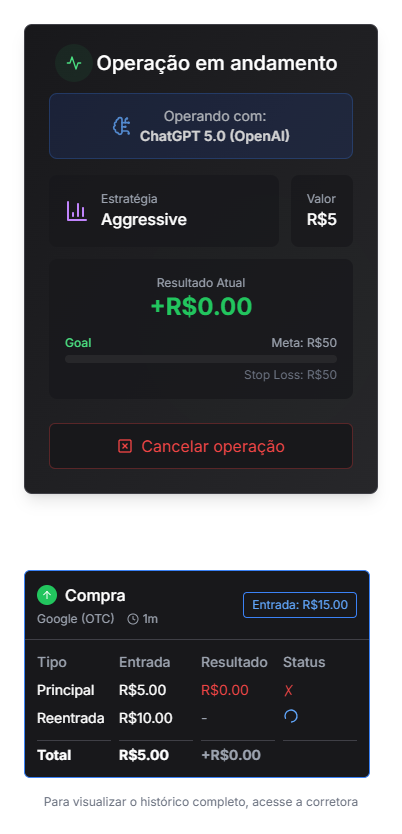 Operação em andamento
Operando com:
ChatGPT 5.0 (OpenAI)
Estratégia
Aggressive
Valor
R$5
Resultado Atual
+R$0.00
Goal
Meta: R$50
Stop Loss: R$50
Cancelar operação
Compra
Google (OTC) 1m
Entrada: R$15.00
Tipo Entrada Resultado Status
Principal R$5.00 R$0.00 X
Reentrada R$10.00 -
Total R$5.00 +R$0.00
Para visualizar o histórico completo, acesse a corretora